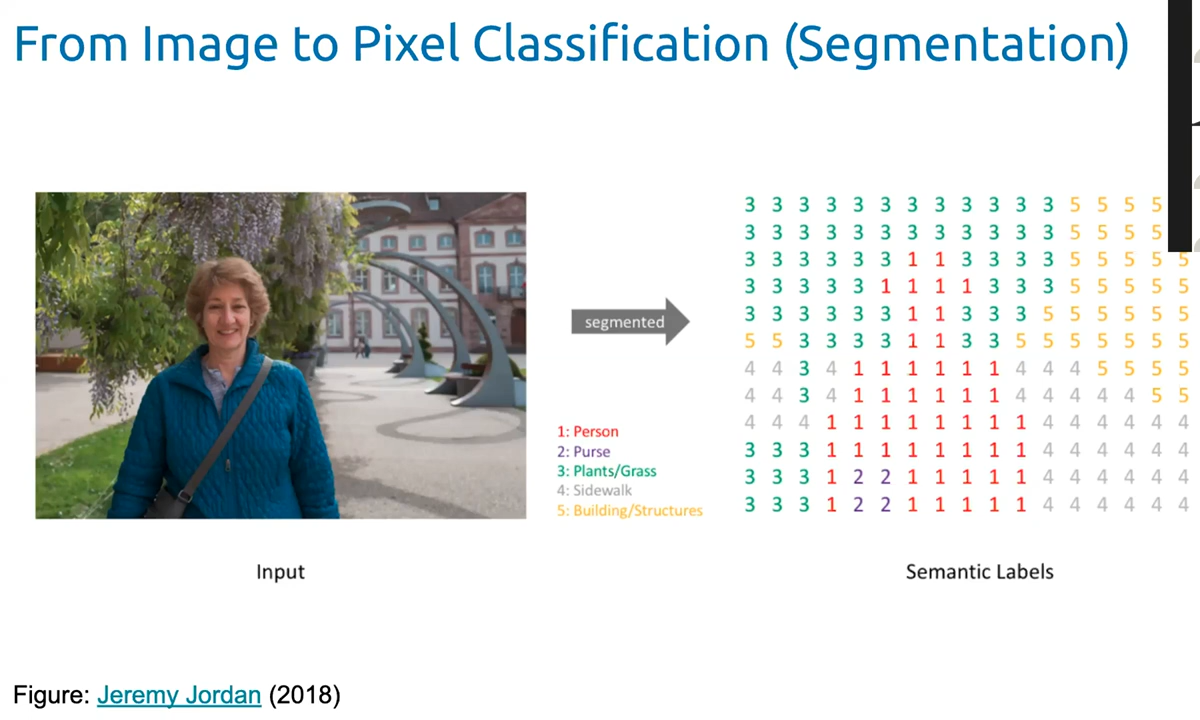 From Image to Pixel Classification (Segmentation)
segmented
1: Person
2: Purse
3: Plants/Grass
4: Sidewalk
5: Building/Structures
3 3 3 3 3 3 3 3 3 3 3 3 5 5 5 5
3 3 3 3 3 3 3 3 3 3 3 3 5 5 5 5
3 3 3 3 3 3 1 1 3 3 3 3 5 5 5 5 5
3 3 3 3 3 1 1 1 1 3 3 3 5 5 5 5 5
3 3 3 3 3 3 1 1 3 3 3 5 5 5 5 5 5
5 5 3 3 3 3 1 1 3 3 5 5 5 5 5 5 5
4 4 3 4 1 1 1 1 1 1 4 4 4 5 5 5 5
4 4 3 4 1 1 1 1 1 1 4 4 4 4 4 5 5
4 4 4 1 1 1 1 1 1 1 1 4 4 4 4 4 4
3 3 3 1 1 1 1 1 1 1 1 4 4 4 4 4 4
3 3 3 1 2 2 1 1 1 1 1 4 4 4 4 4 4
3 3 3 1 2 2 1 1 1 1 1 4 4 4 4 4 4
Input
Semantic Labels
Figure: Jeremy Jordan (2018)